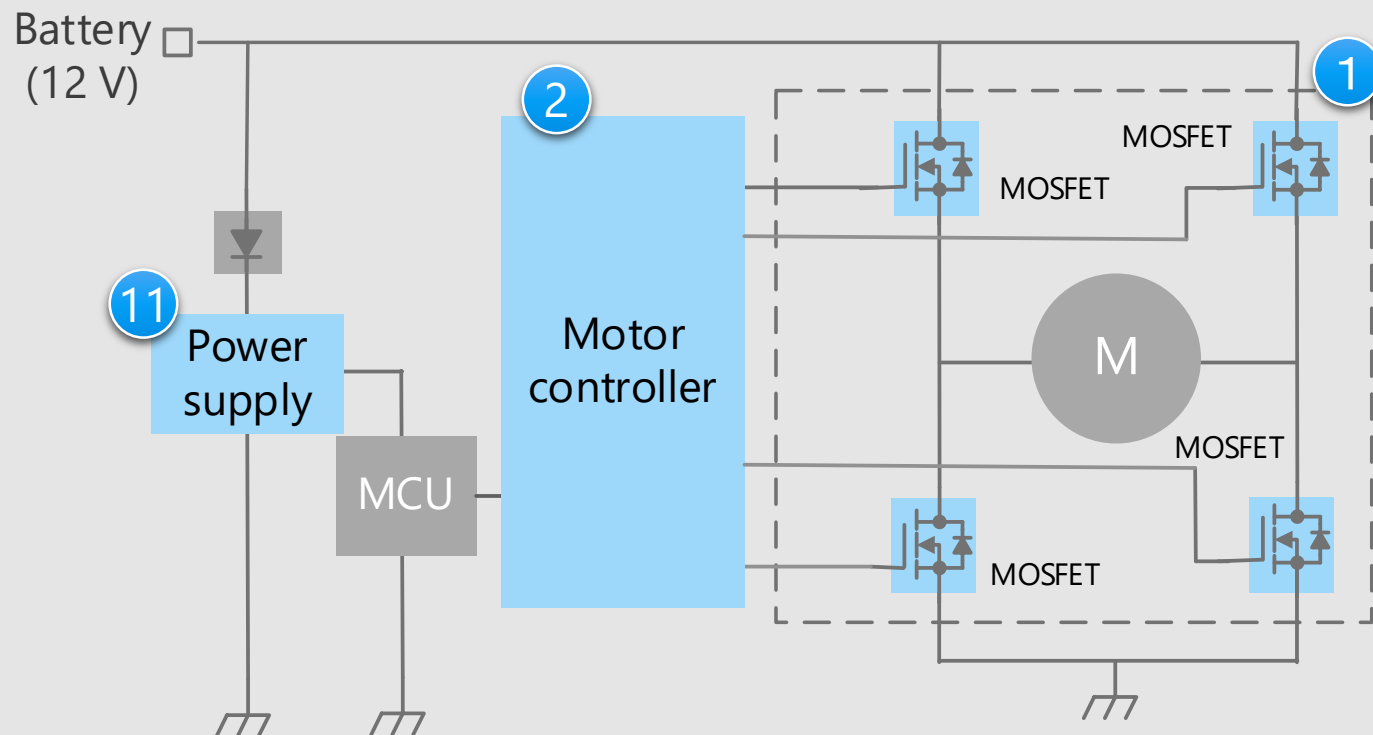 Battery
(12 V)
2
1
MOSFET
MOSFET
11
Power
supply
Motor
controller
M
MOSFET
MCU
MOSFET